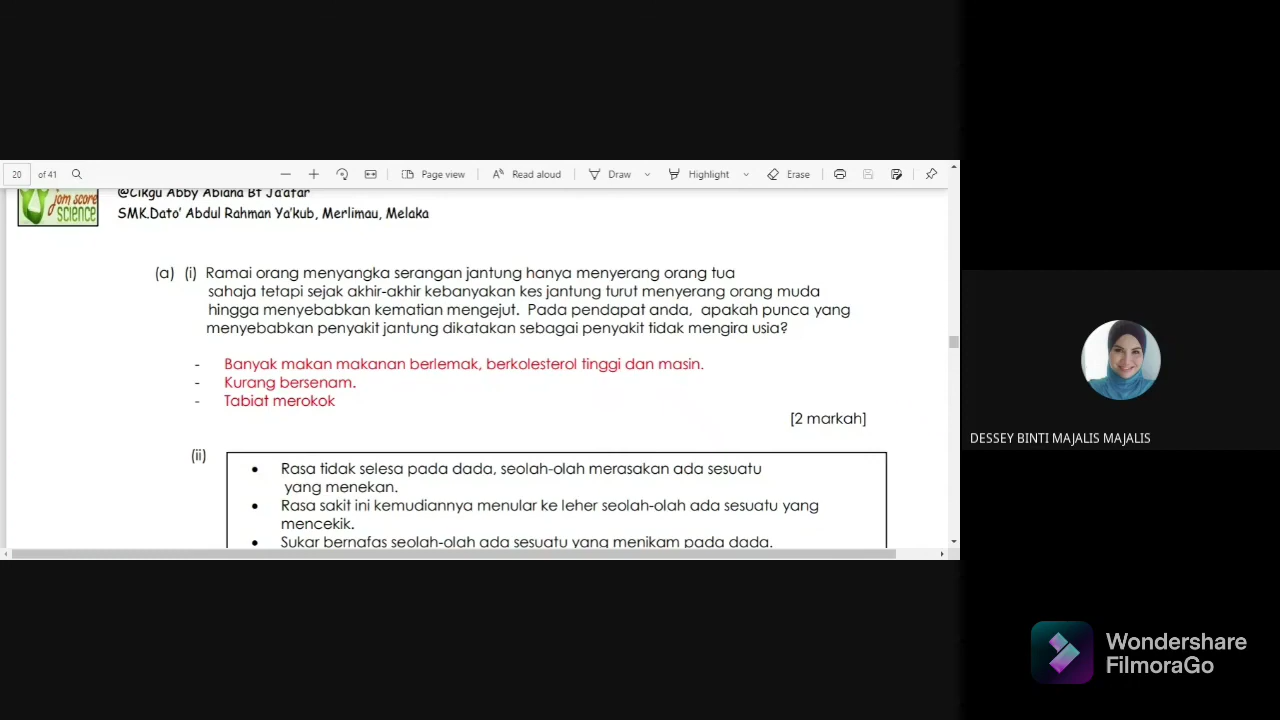 20 of 41 Page view Read aloud Draw Highlight Erase
jom score
SCIENCE
@Cikgu Abby Abiana Bt Ja'afar
SMK.Dato' Abdul Rahman Ya'kub, Merlimau, Melaka
(a) (i) Ramai orang menyangka serangan jantung hanya menyerang orang tua
sahaja tetapi sejak akhir-akhir kebanyakan kes jantung turut menyerang orang muda
hingga menyebabkan kematian mengejut. Pada pendapat anda, apakah punca yang
menyebabkan penyakit jantung dikatakan sebagai penyakit tidak mengira usia?
- Banyak makan makanan berlemak, berkolesterol tinggi dan masin.
- Kurang bersenam.
- Tabiat merokok
[2 markah]
(ii)
• Rasa tidak selesa pada dada, seolah-olah merasakan ada sesuatu
yang menekan.
• Rasa sakit ini kemudiannya menular ke leher seolah-olah ada sesuatu yang
mencekik.
• Sukar bernafas seolah-olah ada sesuatu yang menikam pada dada.
DESSEY BINTI MAJALIS MAJALIS
Wondershare
FilmoraGo